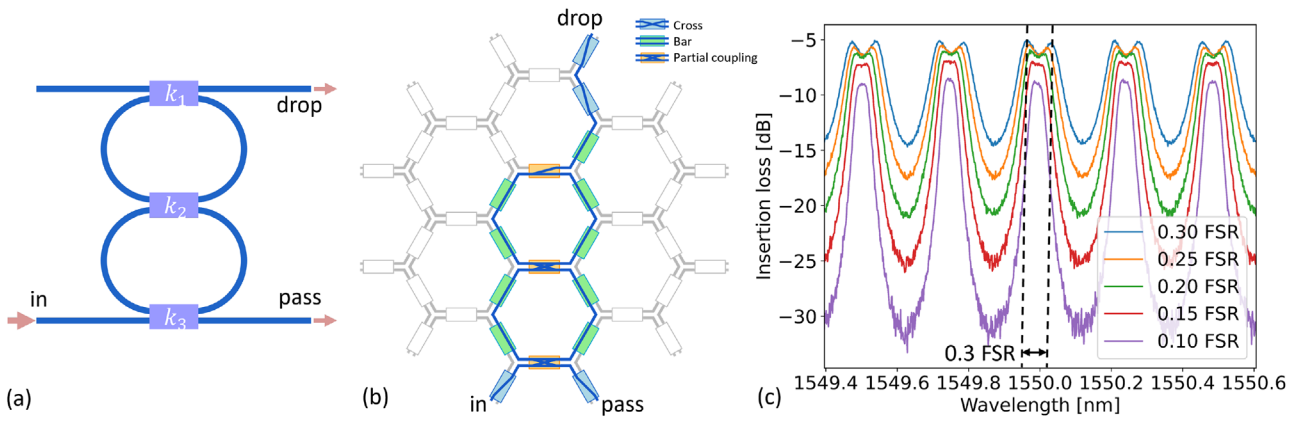 k₁
drop
k₂
in
k₃
pass
(a)
drop
Cross
Bar
Partial coupling
in
pass
(b)
Insertion loss [dB]
−5
−10
−15
−20
−25
−30
0.30 FSR
0.25 FSR
0.20 FSR
0.15 FSR
0.10 FSR
0.3 FSR
1549.4 1549.6 1549.8 1550.0 1550.2 1550.5 1550.6
Wavelength [nm]
(c)